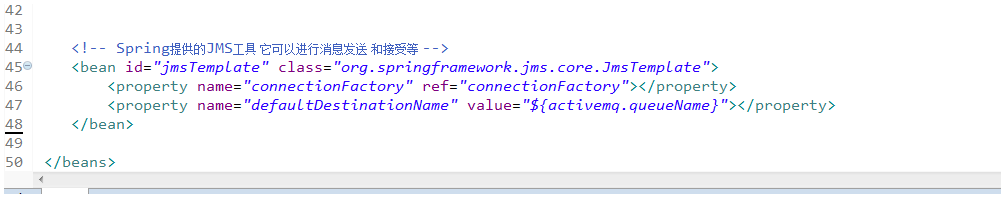 42
43
44 <!-- Spring提供的JMS工具 它可以进行消息发送 和接受等 -->
45 <bean id="jmsTemplate" class="org.springframework.jms.core.JmsTemplate">
46 <property name="connectionFactory" ref="connectionFactory"></property>
47 <property name="defaultDestinationName" value="${activemq.queueName}"></property>
48 </bean>
49
50 </beans>